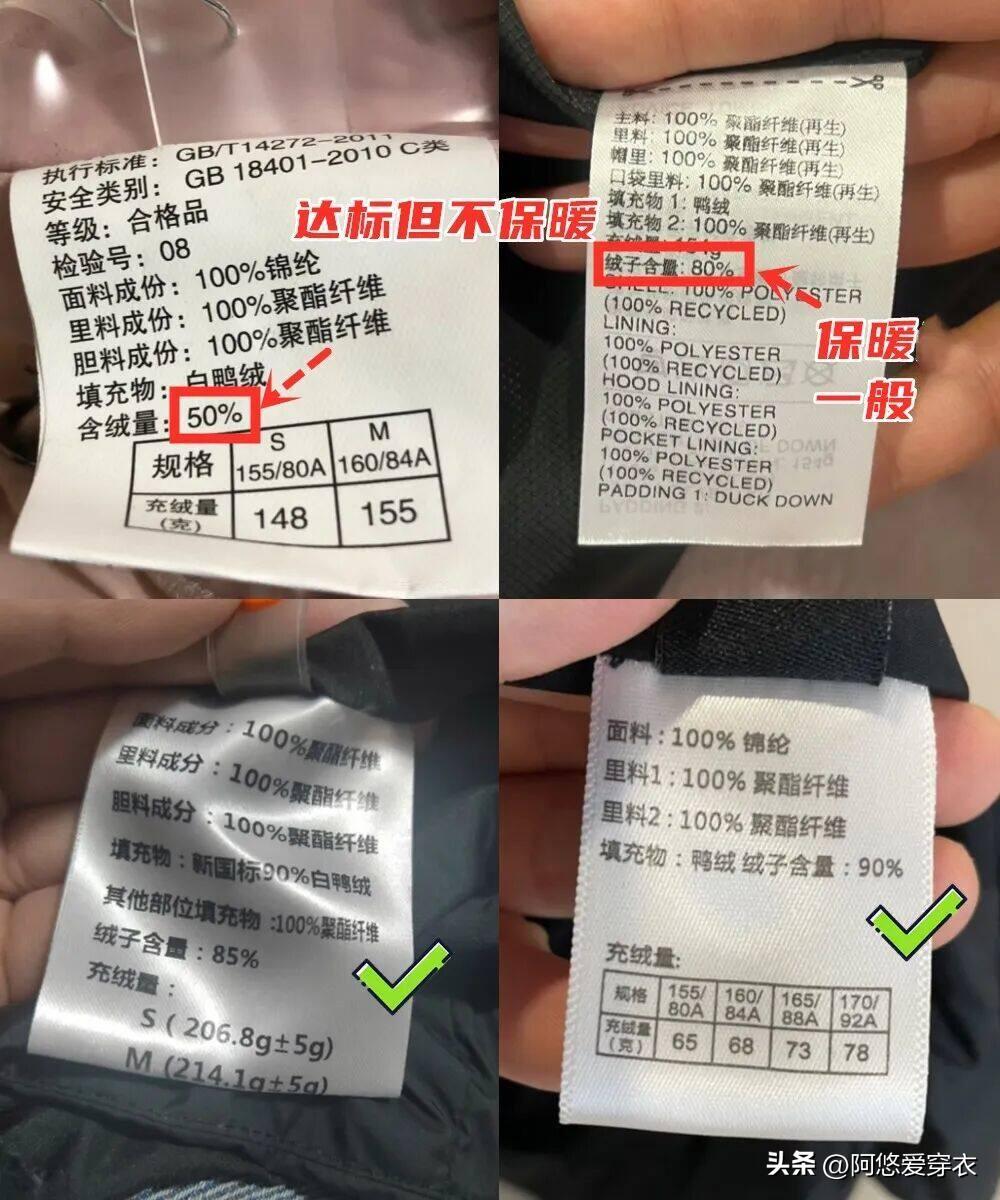 执行标准：GB/T14272-2011
安全类别：GB 18401-2010 C类
等级：合格品
检验号：08
面料成份：100%锦纶
里料成份：100%聚酯纤维
胆料成份：100%聚酯纤维
填充物：白鸭绒
含绒量：50%
规格 S 155/80A M 160/84A
充绒量(克) 148 155
达标但不保暖
主料：100% 聚酯纤维(再生)
里料：100% 聚酯纤维(再生)
帽里：100% 聚酯纤维(再生)
口袋里料：100% 聚酯纤维(再生)
填充物 1：鸭绒
填充物 2：100% 聚酯纤维(再生)
充绒量：154g
绒子含量：80%
SHELL: 100% POLYESTER
(100% RECYCLED)
LINING:
100% POLYESTER
(100% RECYCLED)
HOOD LINING:
100% POLYESTER
(100% RECYCLED)
POCKET LINING:
100% POLYESTER
(100% RECYCLED)
PADDING 1: DUCK DOWN
保暖
一般
面料成分：100%聚酯纤维
里料成分：100%聚酯纤维
胆料成分：100%聚酯纤维
填充物：新国标90%白鸭绒
其他部位填充物：100%聚酯纤维
绒子含量：85%
充绒量：
S ( 206.8g±5g)
M (214.1g±5g)
面料：100% 锦纶
里料1：100% 聚酯纤维
里料2：100% 聚酯纤维
填充物：鸭绒 绒子含量：90%
充绒量:
规格 155/80A 160/84A 165/88A 170/92A
充绒量(克) 65 68 73 78
头条 @阿悠爱穿衣